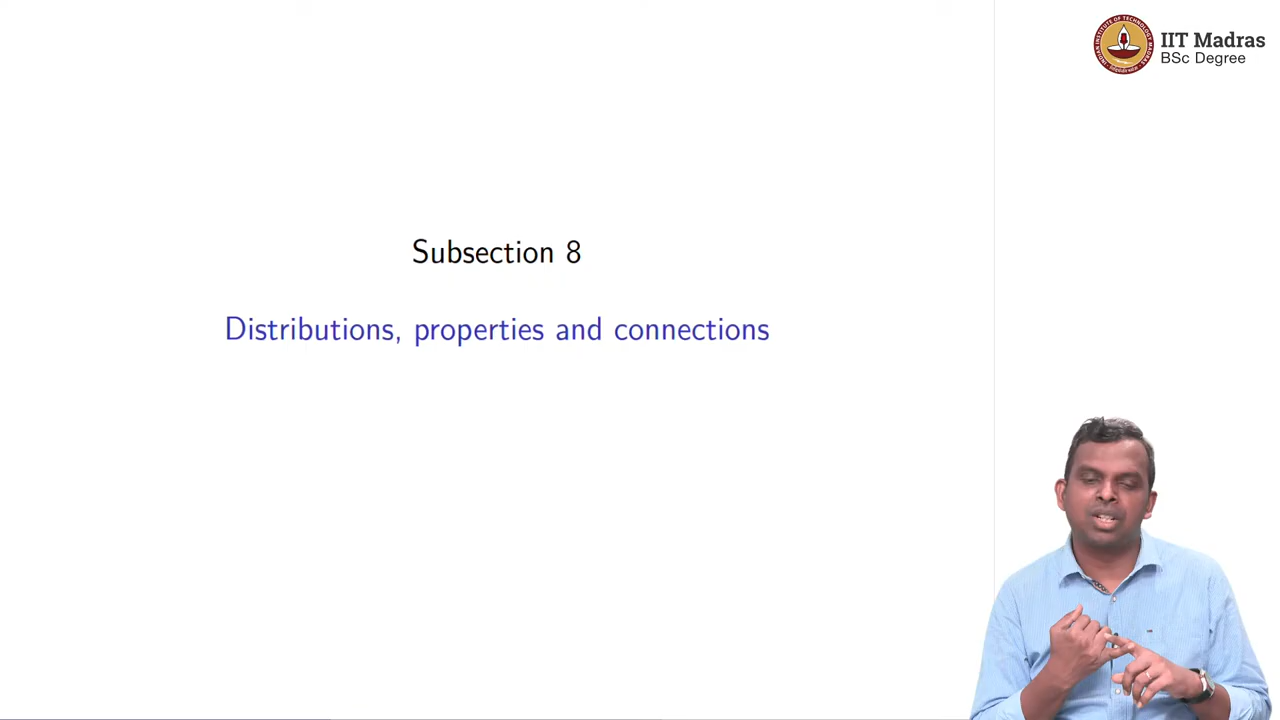 IIT Madras
BSc Degree
Subsection 8
Distributions, properties and connections